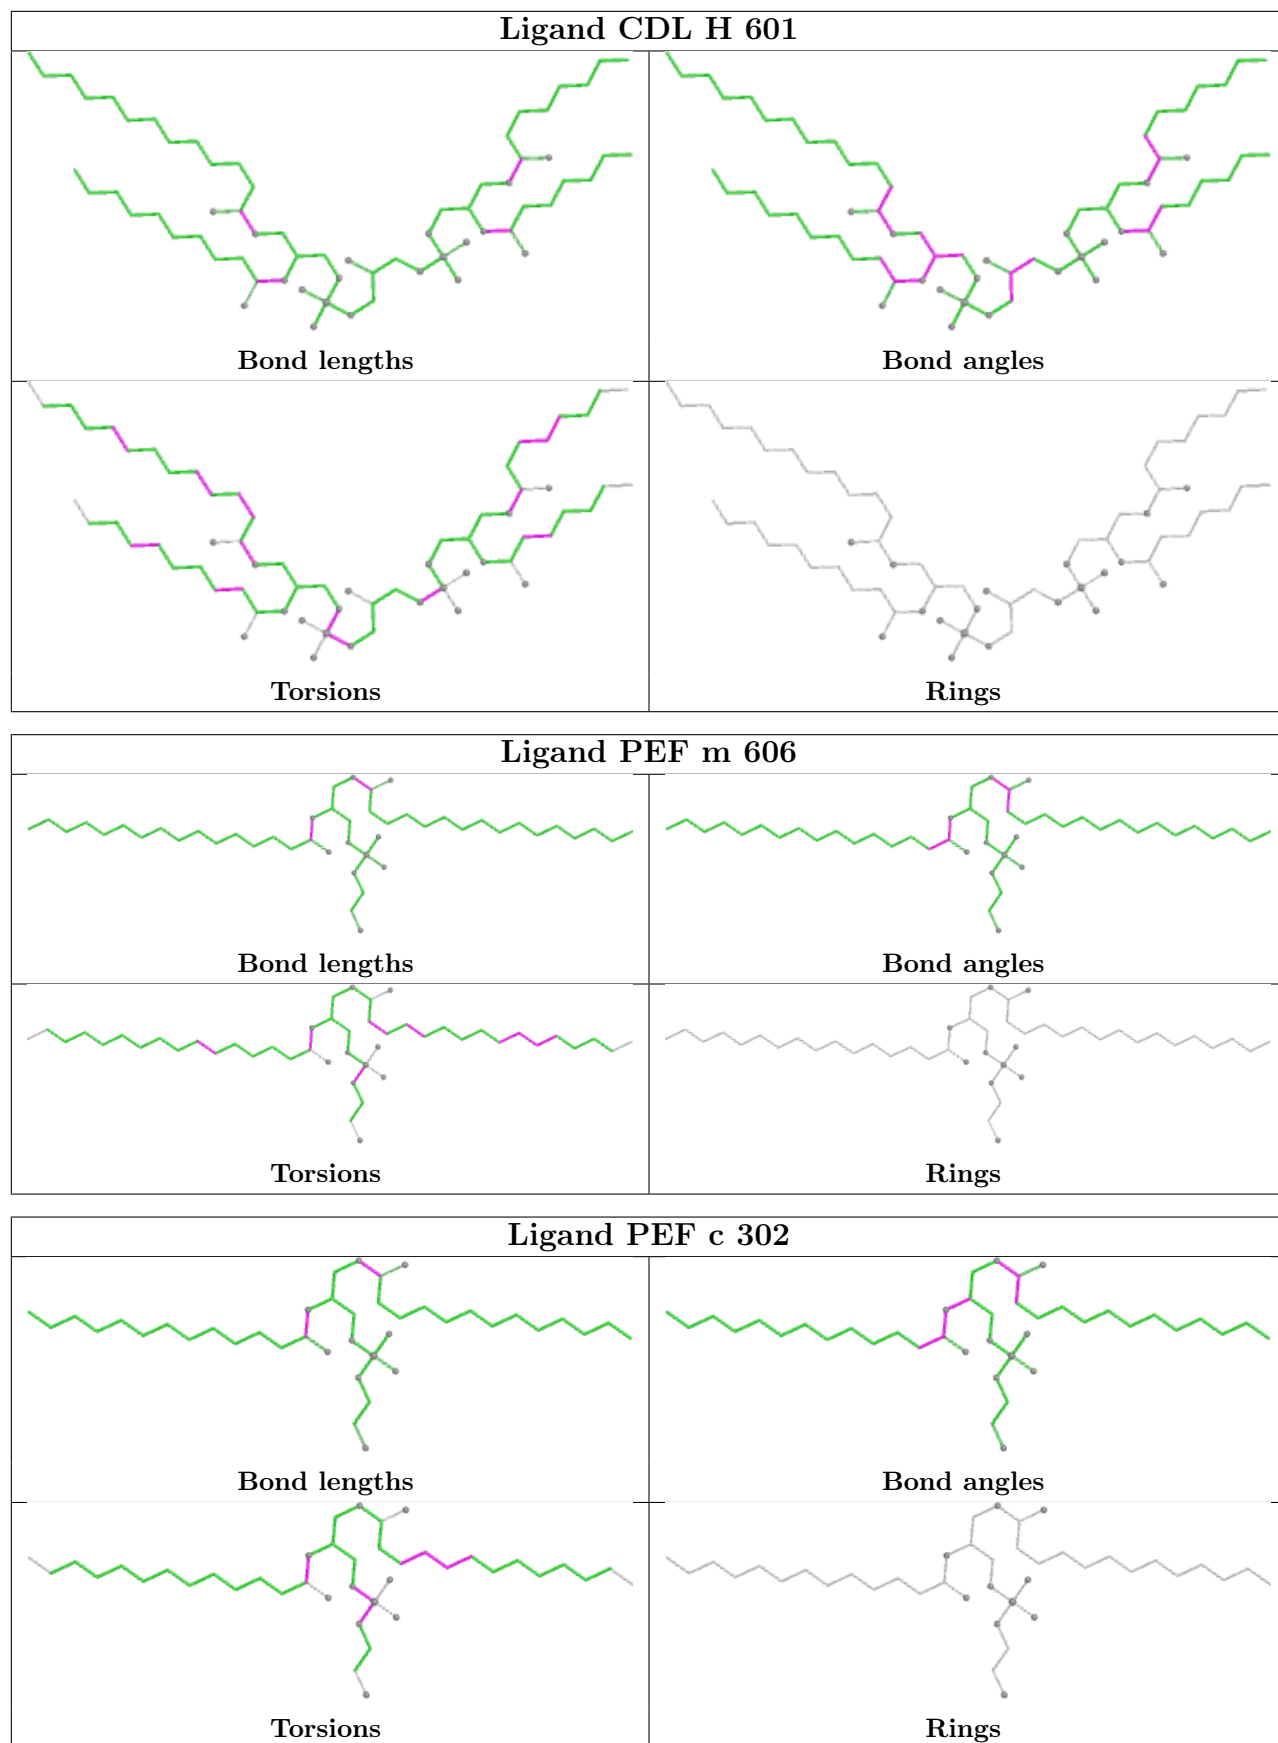 Ligand CDL H 601
Bond lengths
Bond angles
Torsions
Rings
Ligand PEF m 606
Bond lengths
Bond angles
Torsions
Rings
Ligand PEF c 302
Bond lengths
Bond angles
Torsions
Rings